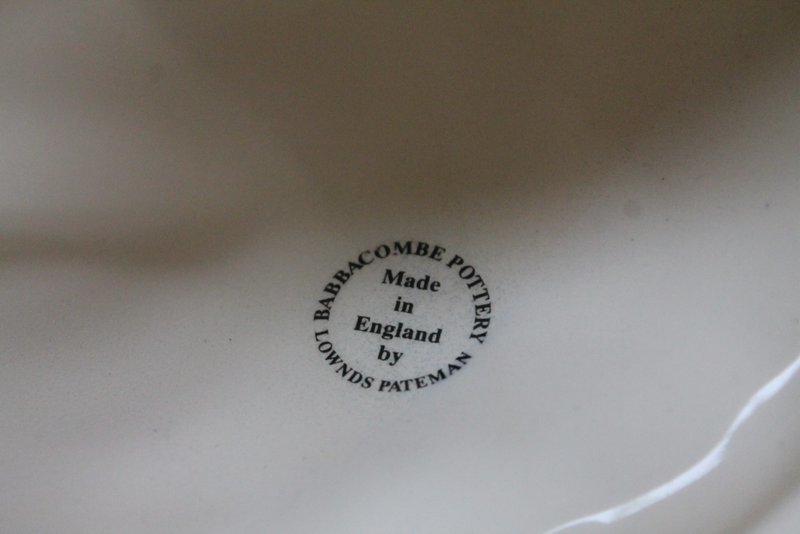 BABBACOMBE POTTERY
Made
in
England
by
LOWNDS PATEMAN